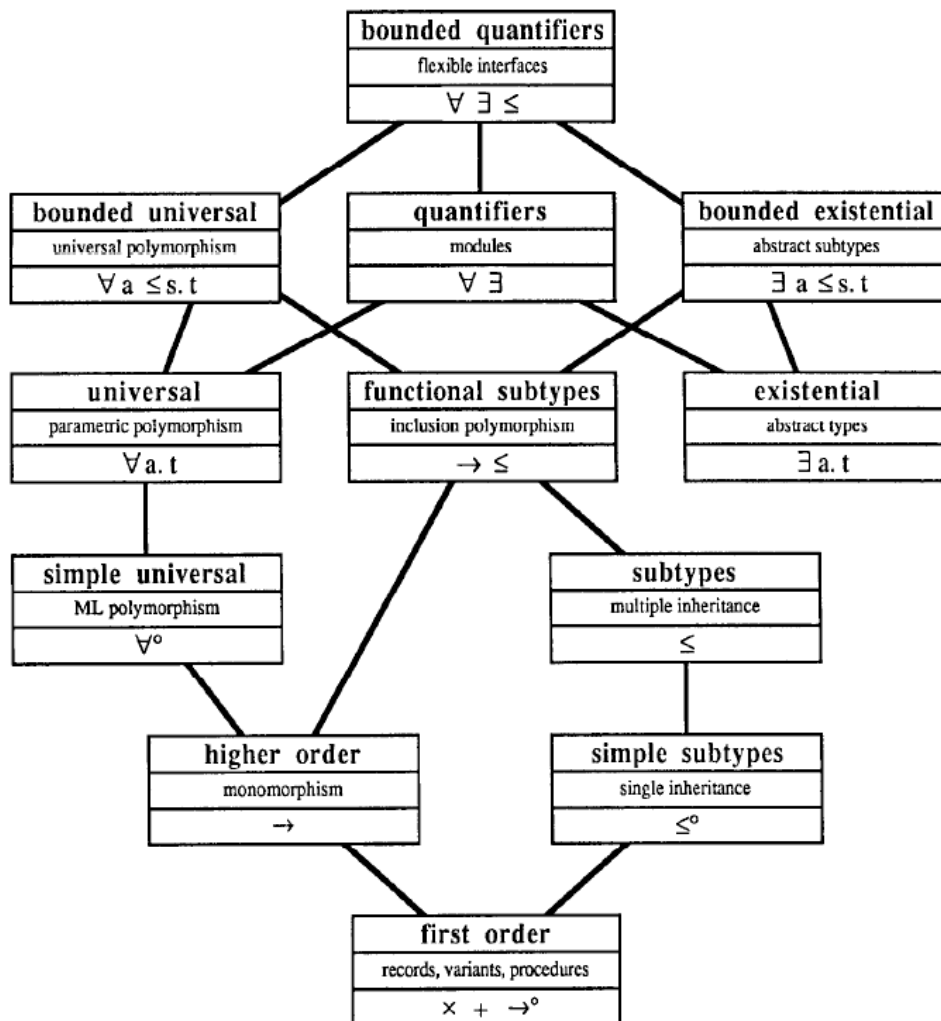 bounded quantifiers
flexible interfaces
∀ ∃ ≤
bounded universal
universal polymorphism
∀ a ≤ s. t
quantifiers
modules
∀ ∃
bounded existential
abstract subtypes
∃ a ≤ s. t
universal
parametric polymorphism
∀ a. t
functional subtypes
inclusion polymorphism
→ ≤
existential
abstract types
∃ a. t
simple universal
ML polymorphism
∀°
subtypes
multiple inheritance
≤
higher order
monomorphism
→
simple subtypes
single inheritance
≤°
first order
records, variants, procedures
× + →°